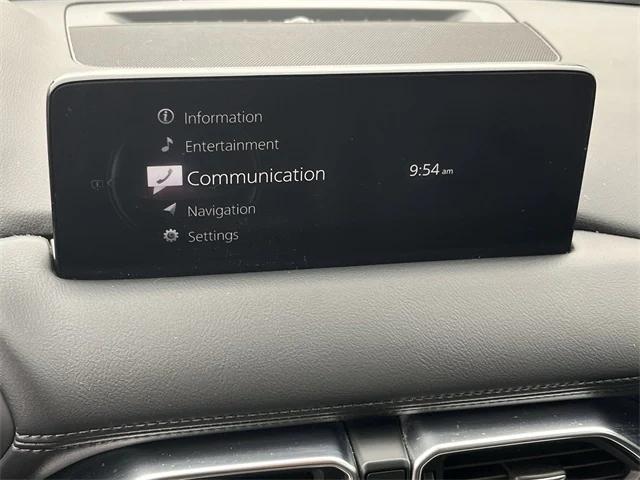 Information
Entertainment
Communication
9:54 am
Navigation
Settings